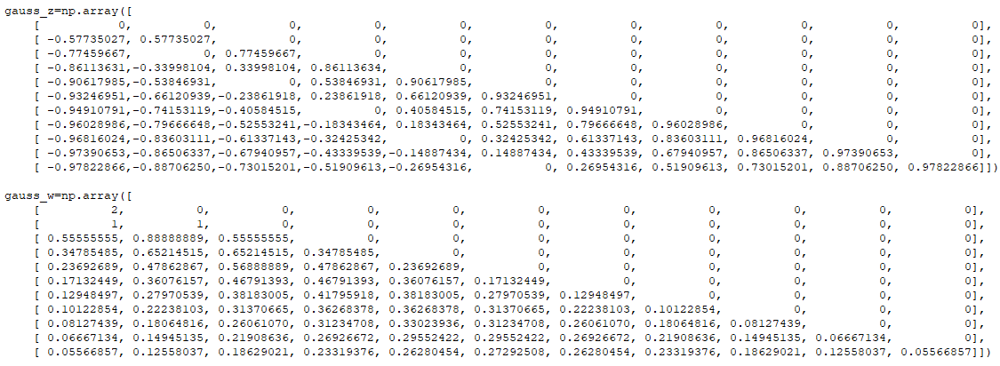 gauss_z=np.array([
[ 0, 0, 0, 0, 0, 0, 0, 0, 0, 0, 0],
[ -0.57735027, 0.57735027, 0, 0, 0, 0, 0, 0, 0, 0, 0],
[ -0.77459667, 0, 0.77459667, 0, 0, 0, 0, 0, 0, 0, 0],
[ -0.86113631,-0.33998104, 0.33998104, 0.86113634, 0, 0, 0, 0, 0, 0, 0],
[ -0.90617985,-0.53846931, 0, 0.53846931, 0.90617985, 0, 0, 0, 0, 0, 0],
[ -0.93246951,-0.66120939,-0.23861918, 0.23861918, 0.66120939, 0.93246951, 0, 0, 0, 0, 0],
[ -0.94910791,-0.74153119,-0.40584515, 0, 0.40584515, 0.74153119, 0.94910791, 0, 0, 0, 0],
[ -0.96028986,-0.79666648,-0.52553241,-0.18343464, 0.18343464, 0.52553241, 0.79666648, 0.96028986, 0, 0, 0],
[ -0.96816024,-0.83603111,-0.61337143,-0.32425342, 0, 0.32425342, 0.61337143, 0.83603111, 0.96816024, 0, 0],
[ -0.97390653,-0.86506337,-0.67940957,-0.43339539,-0.14887434, 0.14887434, 0.43339539, 0.67940957, 0.86506337, 0.97390653, 0],
[ -0.97822866,-0.88706250,-0.73015201,-0.51909613,-0.26954316, 0, 0.26954316, 0.51909613, 0.73015201, 0.88706250, 0.97822866]])
gauss_w=np.array([
[ 2, 0, 0, 0, 0, 0, 0, 0, 0, 0, 0],
[ 1, 1, 0, 0, 0, 0, 0, 0, 0, 0, 0],
[ 0.55555555, 0.88888889, 0.55555555, 0, 0, 0, 0, 0, 0, 0, 0],
[ 0.34785485, 0.65214515, 0.65214515, 0.34785485, 0, 0, 0, 0, 0, 0, 0],
[ 0.23692689, 0.47862867, 0.56888889, 0.47862867, 0.23692689, 0, 0, 0, 0, 0, 0],
[ 0.17132449, 0.36076157, 0.46791393, 0.46791393, 0.36076157, 0.17132449, 0, 0, 0, 0, 0],
[ 0.12948497, 0.27970539, 0.38183005, 0.41795918, 0.38183005, 0.27970539, 0.12948497, 0, 0, 0, 0],
[ 0.10122854, 0.22238103, 0.31370665, 0.36268378, 0.36268378, 0.31370665, 0.22238103, 0.10122854, 0, 0, 0],
[ 0.08127439, 0.18064816, 0.26061070, 0.31234708, 0.33023936, 0.31234708, 0.26061070, 0.18064816, 0.08127439, 0, 0],
[ 0.06667134, 0.14945135, 0.21908636, 0.26926672, 0.29552422, 0.29552422, 0.26926672, 0.21908636, 0.14945135, 0.06667134, 0],
[ 0.05566857, 0.12558037, 0.18629021, 0.23319376, 0.26280454, 0.27292508, 0.26280454, 0.23319376, 0.18629021, 0.12558037, 0.05566857]])